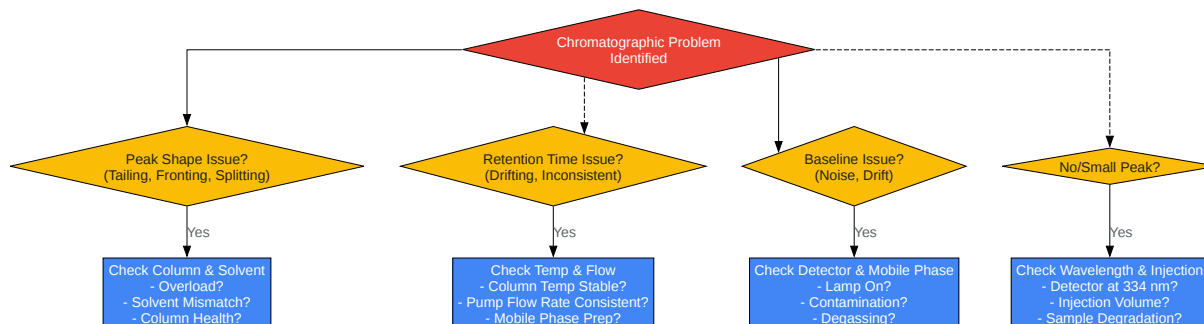 Chromatographic Problem
Identified
Peak Shape Issue?
(Tailing, Fronting, Splitting)
Retention Time Issue?
(Drifting, Inconsistent)
Baseline Issue?
(Noise, Drift)
No/Small Peak?
Yes
Yes
Yes
Yes
Check Column & Solvent
- Overload?
- Solvent Mismatch?
- Column Health?
Check Temp & Flow
- Column Temp Stable?
- Pump Flow Rate Consistent?
- Mobile Phase Prep?
Check Detector & Mobile Phase
- Lamp On?
- Contamination?
- Degassing?
Check Wavelength & Injection
- Detector at 334 nm?
- Injection Volume?
- Sample Degradation?